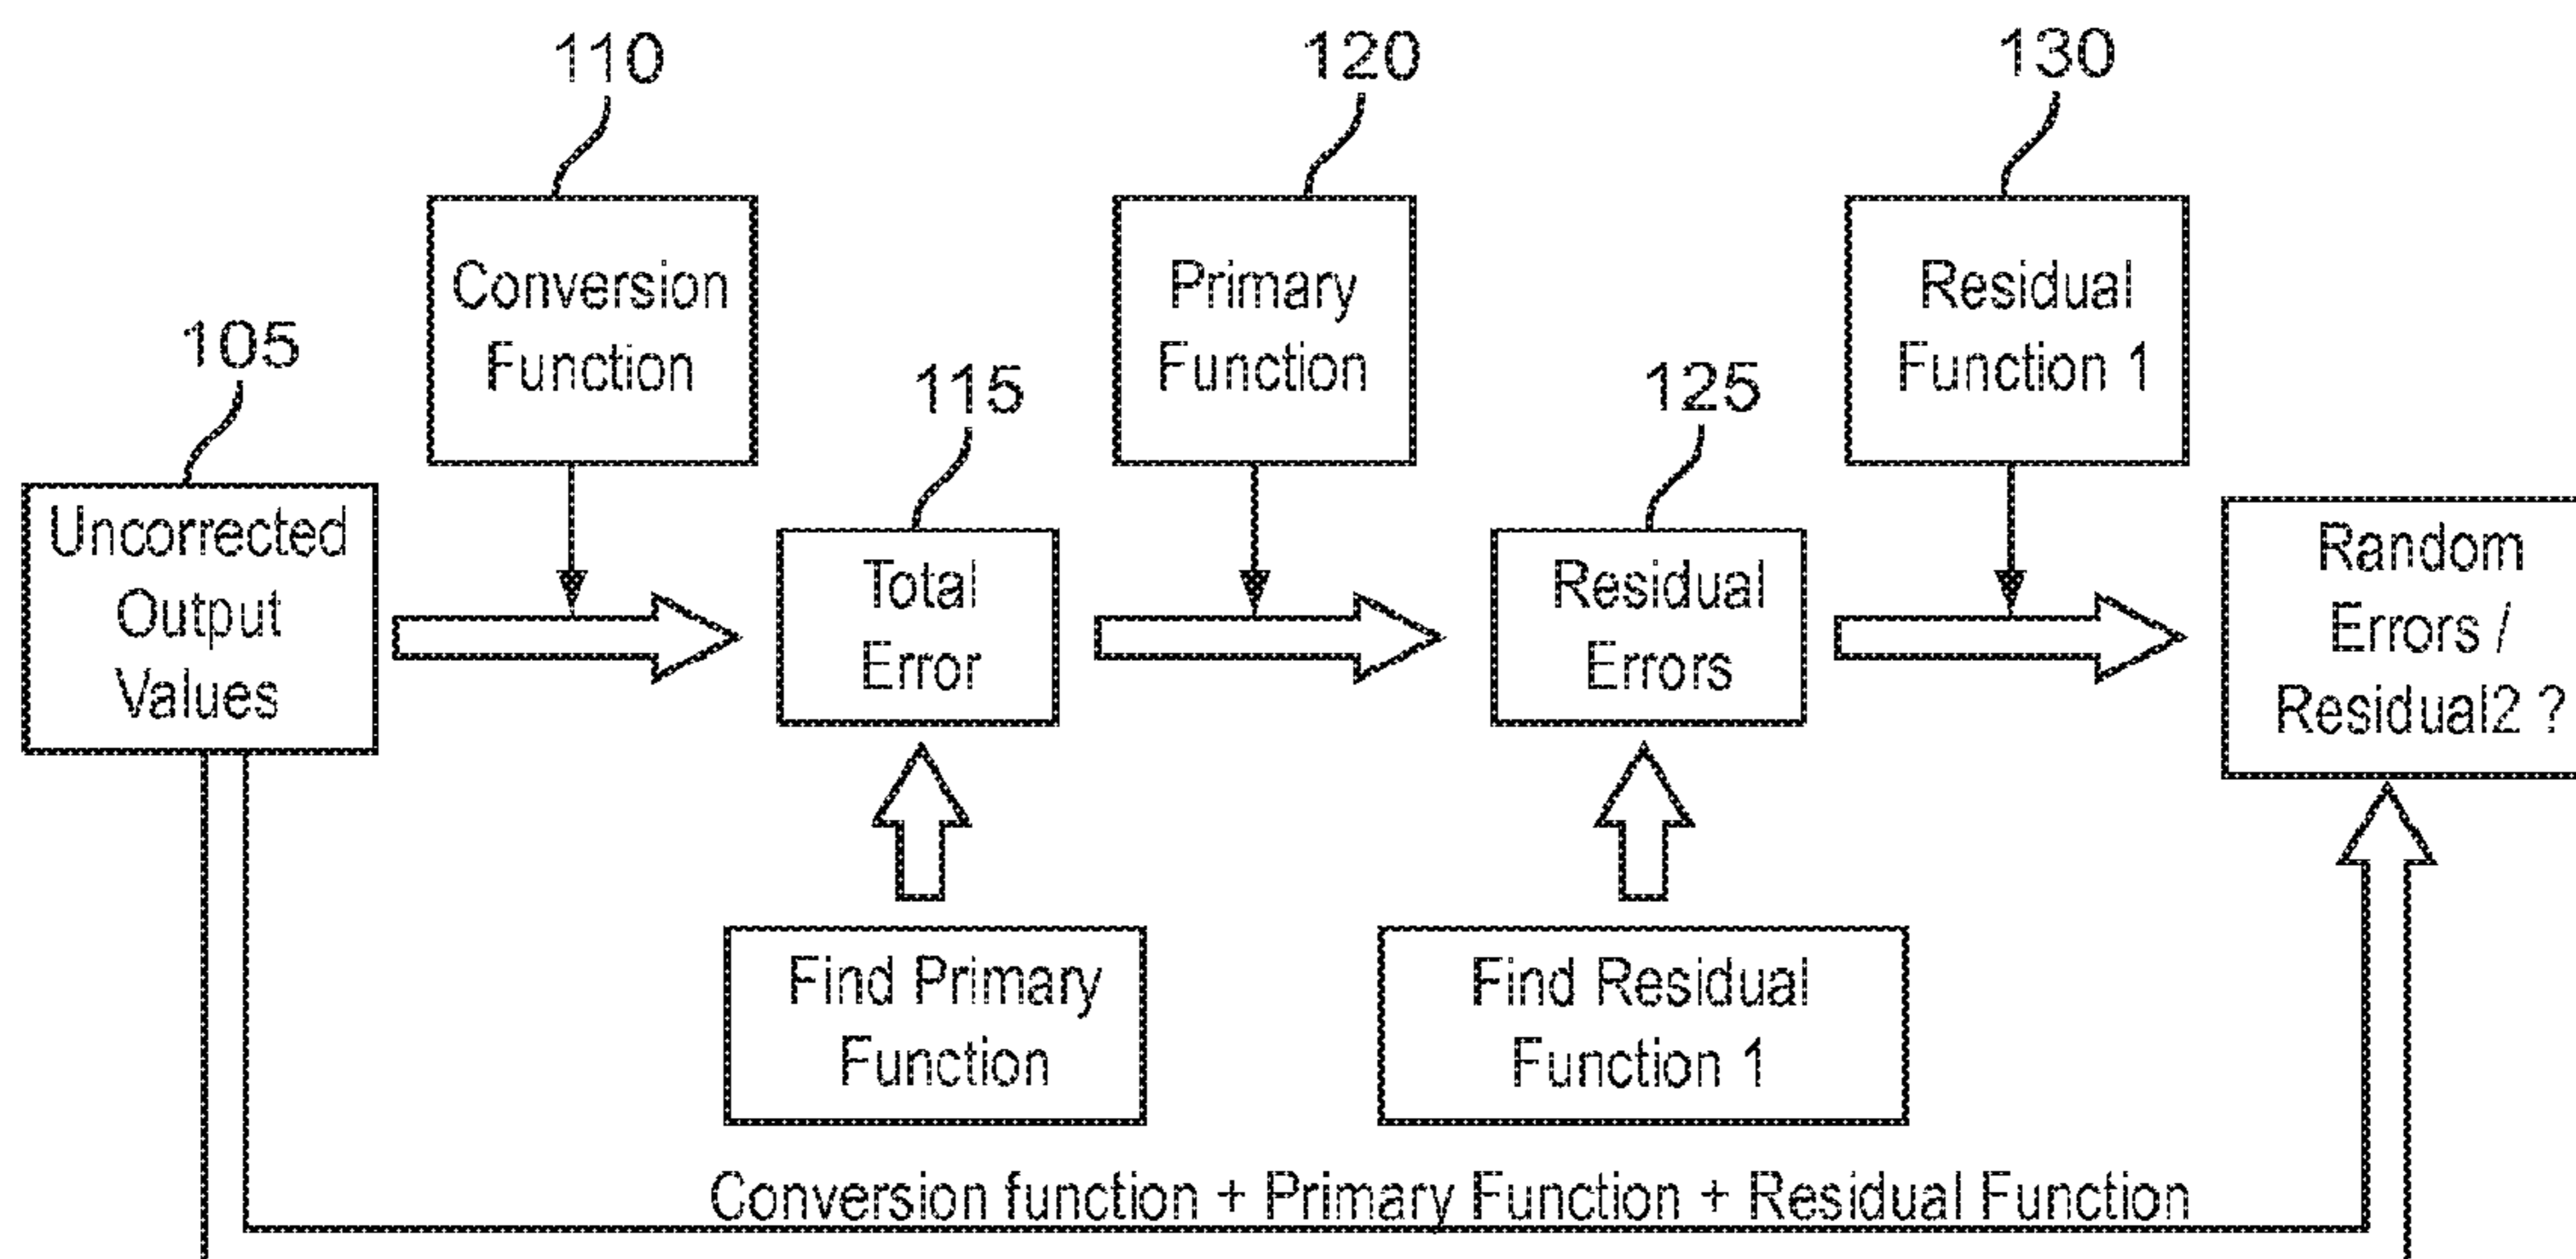 110
120
130
Conversion
Function
Primary
Function
Residual
Function 1
105
115
125
Uncorrected
Output
Values
Total
Error
Residual
Errors
Random
Errors /
Residual2 ?
Find Primary
Function
Find Residual
Function 1
Conversion function + Primary Function + Residual Function